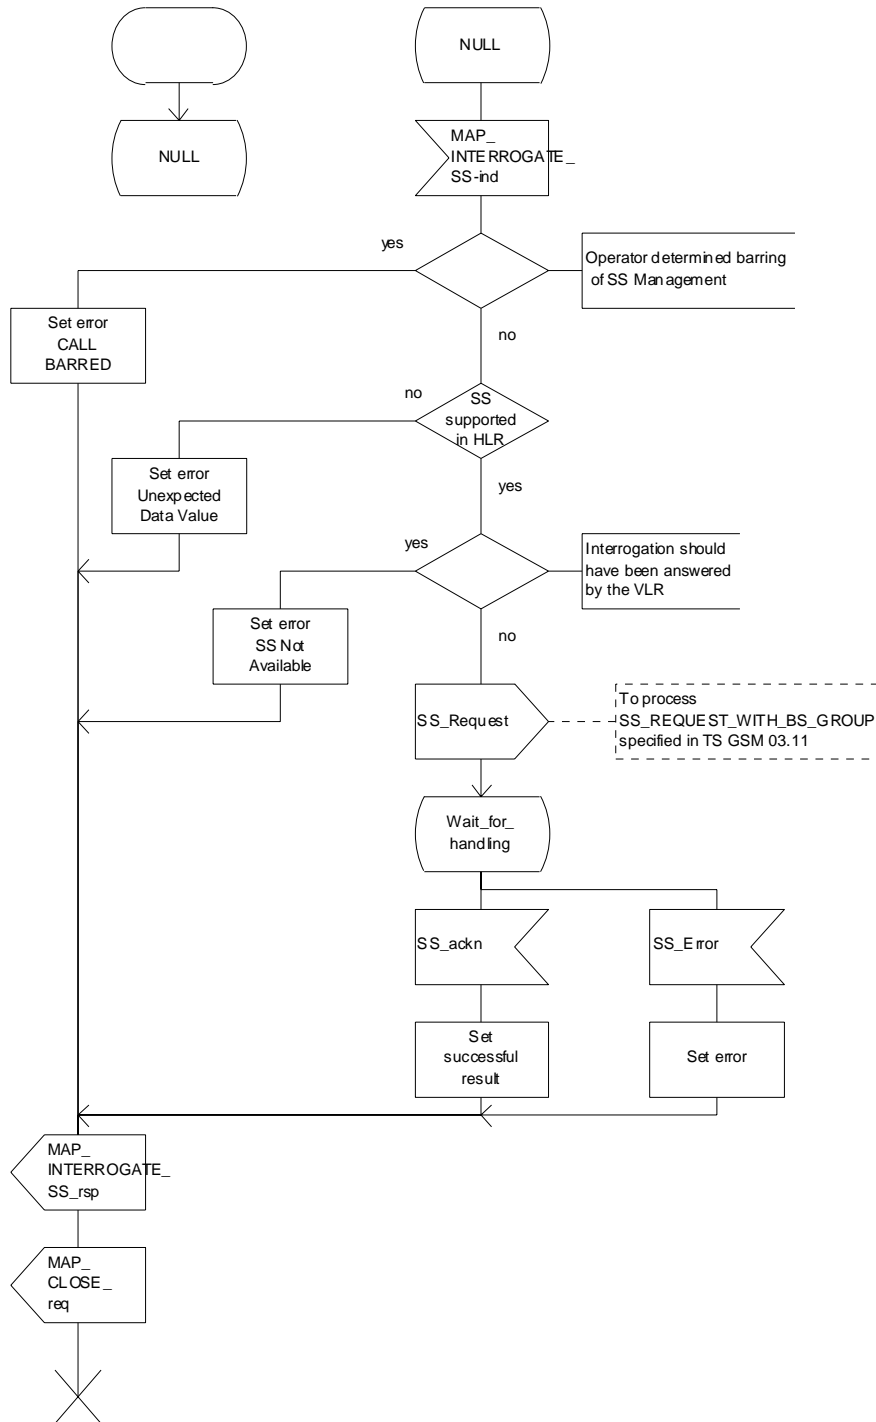 NULL
NULL
MAP_
INTERROGATE_
SS-ind
yes
Operator determined barring
of SS Management
Set error
CALL
BARRED
no
no
SS
supported
in HLR
Set error
Unexpected
Data Value
yes
yes
Interrogation should
have been answered
by the VLR
Set error
SS Not
Available
no
SS_Request
To process
SS_REQUEST_WITH_BS_GROUP
specified in TS GSM 03.11
Wait_for_
handling
SS_ackn
SS_Error
Set
successful
result
Set error
MAP_
INTERROGATE_
SS_rsp
MAP_
CLOSE_
req